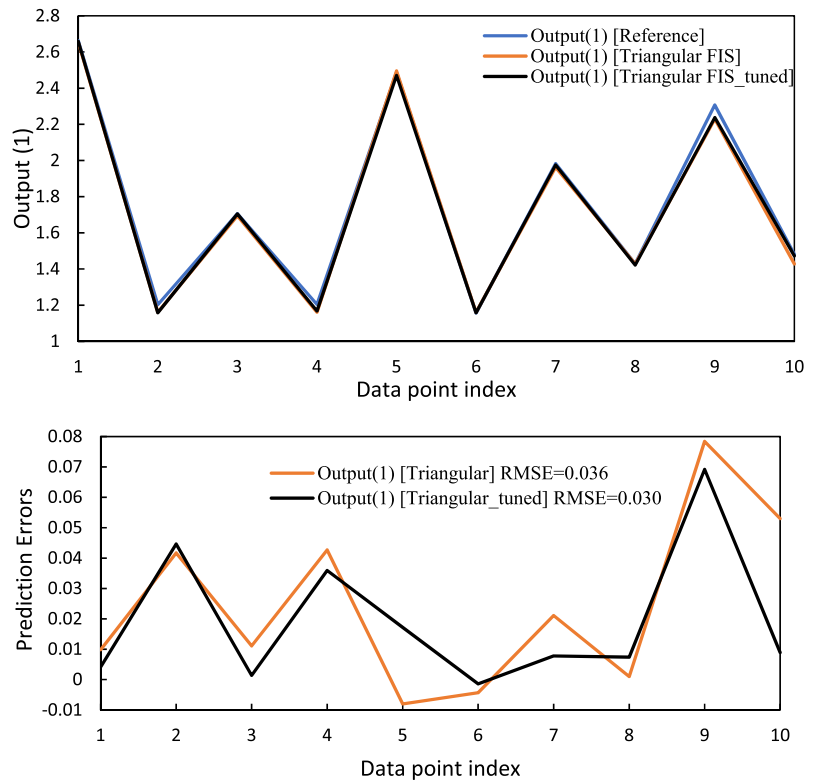 2.8
2.6
2.4
2.2
2
1.8
1.6
1.4
1.2
1
Output (1)
Output(1) [Reference]
Output(1) [Triangular FIS]
Output(1) [Triangular FIS_tuned]
1 2 3 4 5 6 7 8 9 10
Data point index
0.08
0.07
0.06
0.05
0.04
0.03
0.02
0.01
0
-0.01
Prediction Errors
Output(1) [Triangular] RMSE=0.036
Output(1) [Triangular_tuned] RMSE=0.030
1 2 3 4 5 6 7 8 9 10
Data point index